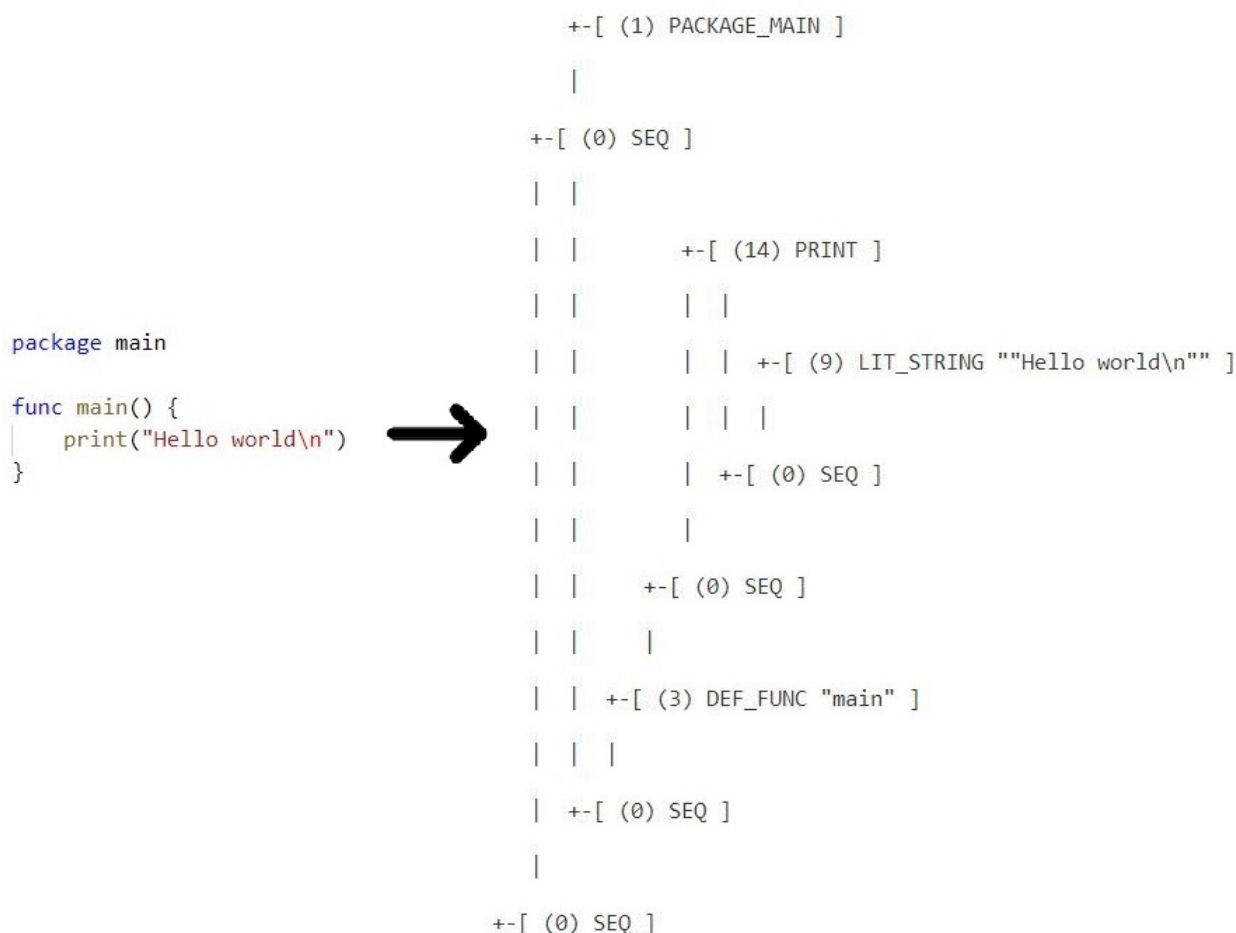 package main
func main() {
    print("Hello world\n")
}
+-[ (1) PACKAGE_MAIN ]
|
+-[ (0) SEQ ]
| |
| | +-[ (14) PRINT ]
| | | |
| | | | +-[ (9) LIT_STRING ""Hello world\n"" ]
| | | | |
| | | +-[ (0) SEQ ]
| | |
| | +-[ (0) SEQ ]
| | |
| | +-[ (3) DEF_FUNC "main" ]
| | |
| +-[ (0) SEQ ]
|
+-[ (0) SEQ ]